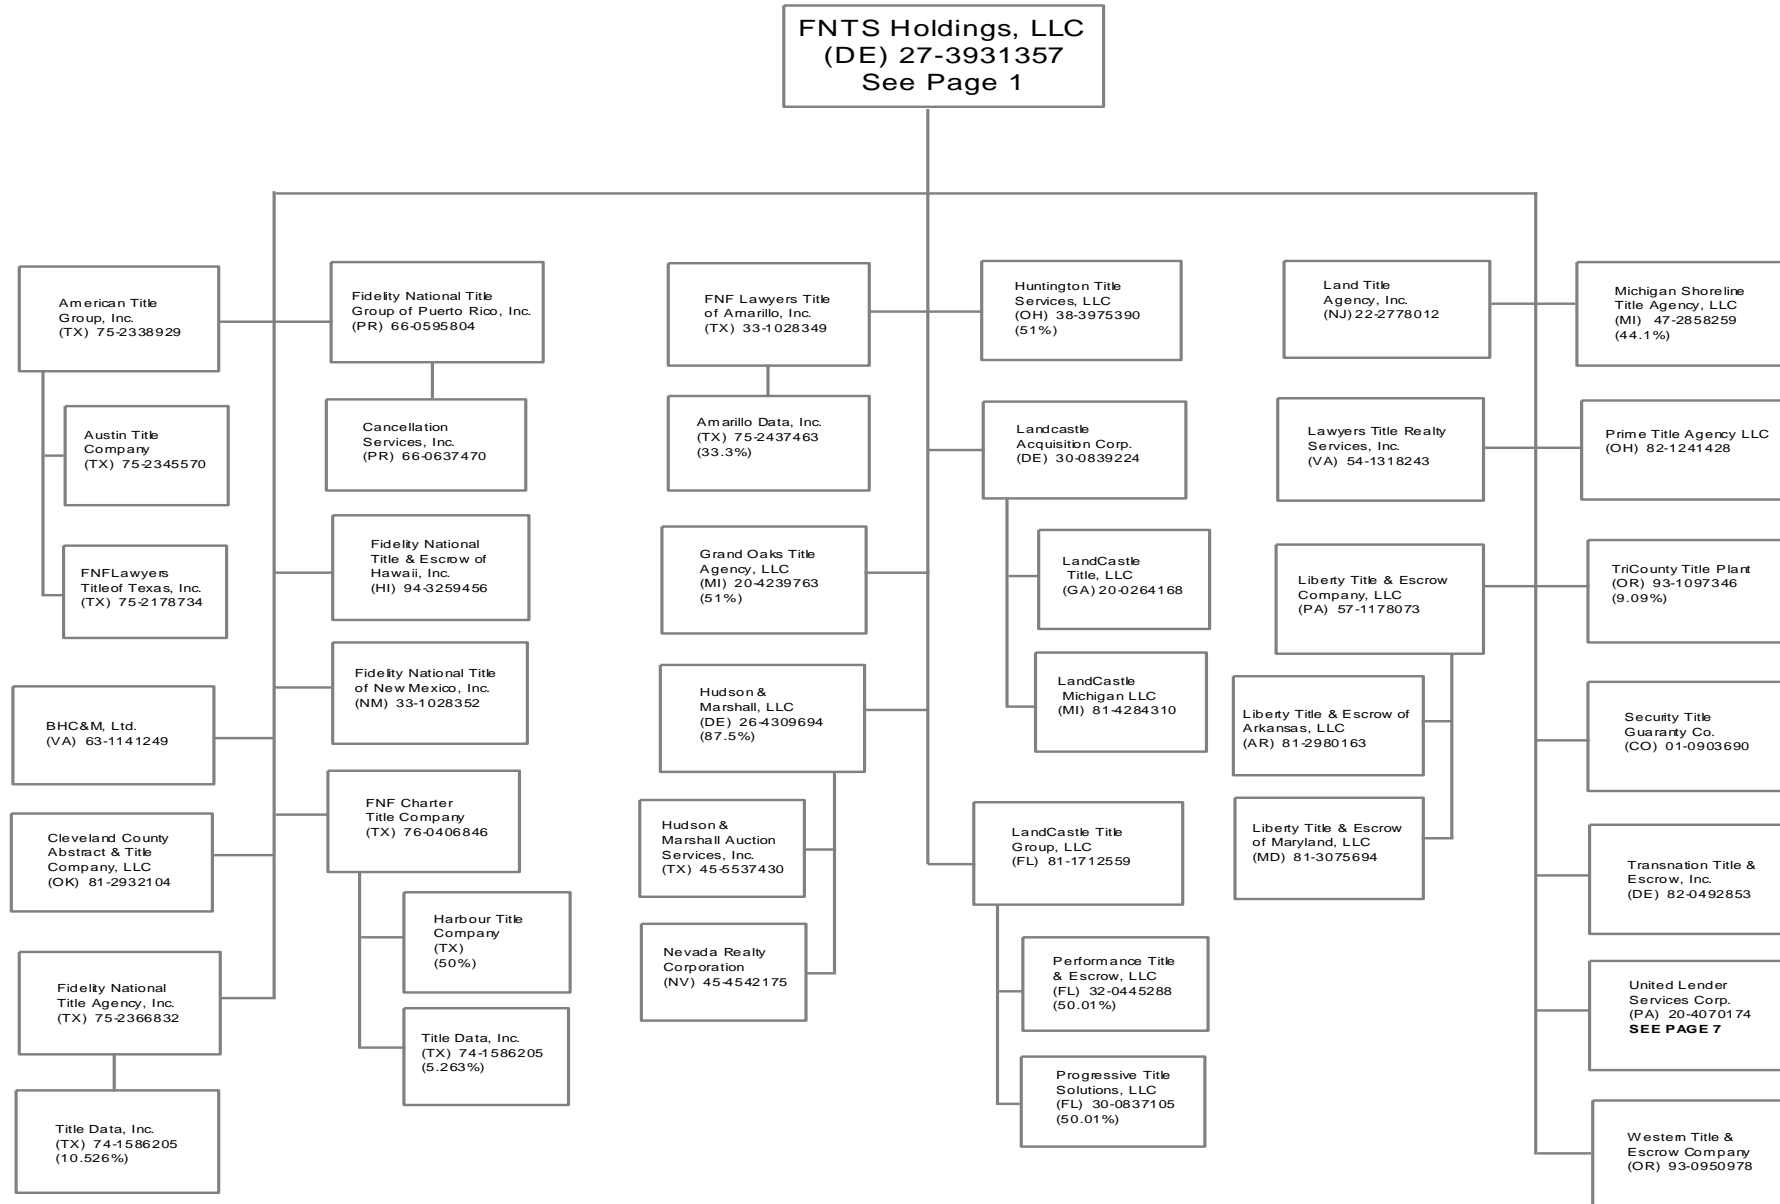 FNTS Holdings, LLC
(DE) 27-3931357
See Page 1
American Title
Group, Inc.
(TX) 75-2338929
Austin Title
Company
(TX) 75-2345570
FNFLawyers
Titleof Texas, Inc.
(TX) 75-2178734
BHC&M, Ltd.
(VA) 63-1141249
Cleveland County
Abstract & Title
Company, LLC
(OK) 81-2932104
Fidelity National
Title Agency, Inc.
(TX) 75-2366832
Title Data, Inc.
(TX) 74-1586205
(10.526%)
Fidelity National Title
Group of Puerto Rico, Inc.
(PR) 66-0595804
Cancellation
Services, Inc.
(PR) 66-0637470
Fidelity National
Title & Escrow of
Hawaii, Inc.
(HI) 94-3259456
Fidelity National Title
of New Mexico, Inc.
(NM) 33-1028352
FNF Charter
Title Company
(TX) 76-0406846
Harbour Title
Company
(TX)
(50%)
Title Data, Inc.
(TX) 74-1586205
(5.263%)
FNF Lawyers Title
of Amarillo, Inc.
(TX) 33-1028349
Amarillo Data, Inc.
(TX) 75-2437463
(33.3%)
Grand Oaks Title
Agency, LLC
(MI) 20-4239763
(51%)
Hudson &
Marshall, LLC
(DE) 26-4309694
(87.5%)
Hudson &
Marshall Auction
Services, Inc.
(TX) 45-5537430
Nevada Realty
Corporation
(NV) 45-4542175
Huntington Title
Services, LLC
(OH) 38-3975390
(51%)
Landcastle
Acquisition Corp.
(DE) 30-0839224
LandCastle
Title, LLC
(GA) 20-0264168
LandCastle
Michigan LLC
(MI) 81-4284310
LandCastle Title
Group, LLC
(FL) 81-1712559
Performance Title
& Escrow, LLC
(FL) 32-0445288
(50.01%)
Progressive Title
Solutions, LLC
(FL) 30-0837105
(50.01%)
Land Title
Agency, Inc.
(NJ) 22-2778012
Lawyers Title Realty
Services, Inc.
(VA) 54-1318243
Liberty Title & Escrow
Company, LLC
(PA) 57-1178073
Liberty Title & Escrow of
Arkansas, LLC
(AR) 81-2980163
Liberty Title & Escrow
of Maryland, LLC
(MD) 81-3075694
Michigan Shoreline
Title Agency, LLC
(MI) 47-2858259
(44.1%)
Prime Title Agency LLC
(OH) 82-1241428
TriCounty Title Plant
(OR) 93-1097346
(9.09%)
Security Title
Guaranty Co.
(CO) 01-0903690
Transnation Title &
Escrow, Inc.
(DE) 82-0492853
United Lender
Services Corp.
(PA) 20-4070174
SEE PAGE 7
Western Title &
Escrow Company
(OR) 93-0950978